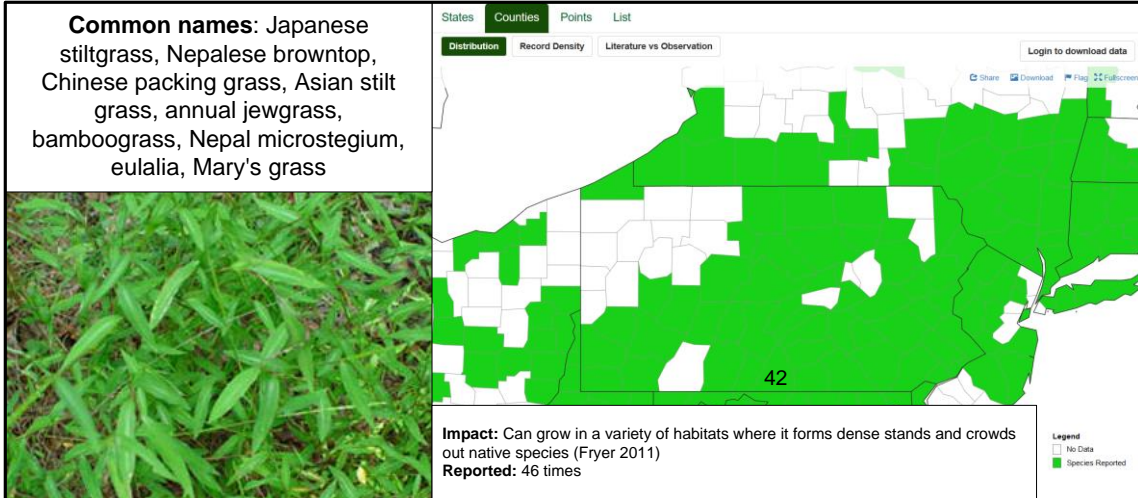 Common names: Japanese
stiltgrass, Nepalese browntop,
Chinese packing grass, Asian stilt
grass, annual jewgrass,
bamboograss, Nepal microstegium,
eulalia, Mary's grass
States Counties Points List
Distribution Record Density Literature vs Observation
Login to download data
Share Download Flag Fullscreen
42
Impact: Can grow in a variety of habitats where it forms dense stands and crowds
out native species (Fryer 2011)
Reported: 46 times
Legend
No Data
Species Reported